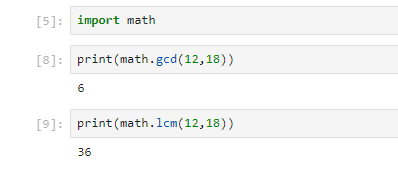 [5]: import math
[8]: print(math.gcd(12,18))
6
[9]: print(math.lcm(12,18))
36